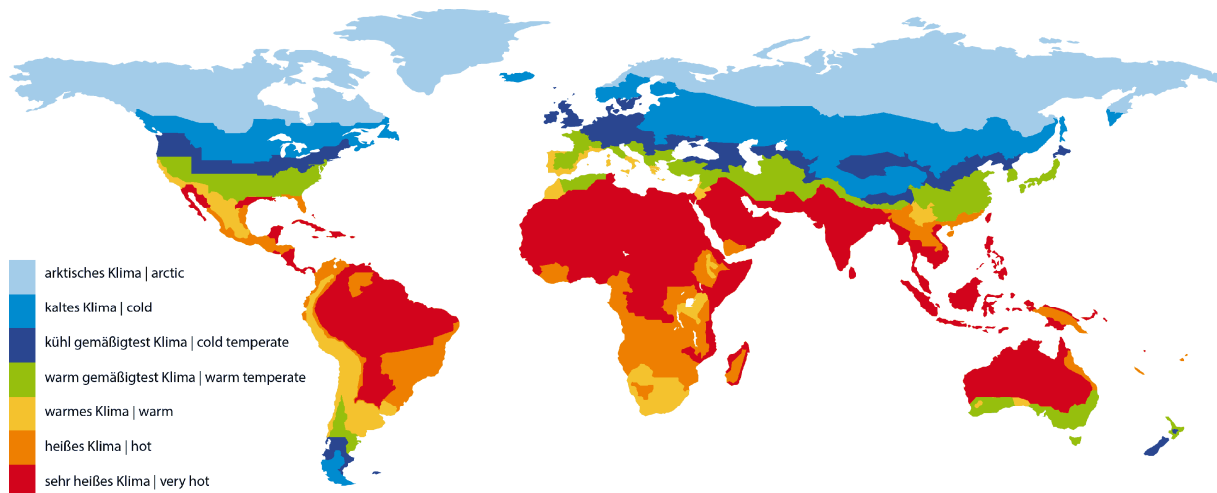 arktisches Klima | arctic
kaltes Klima | cold
kühl gemäßigtest Klima | cold temperate
warm gemäßigtest Klima | warm temperate
warmes Klima | warm
heißes Klima | hot
sehr heißes Klima | very hot